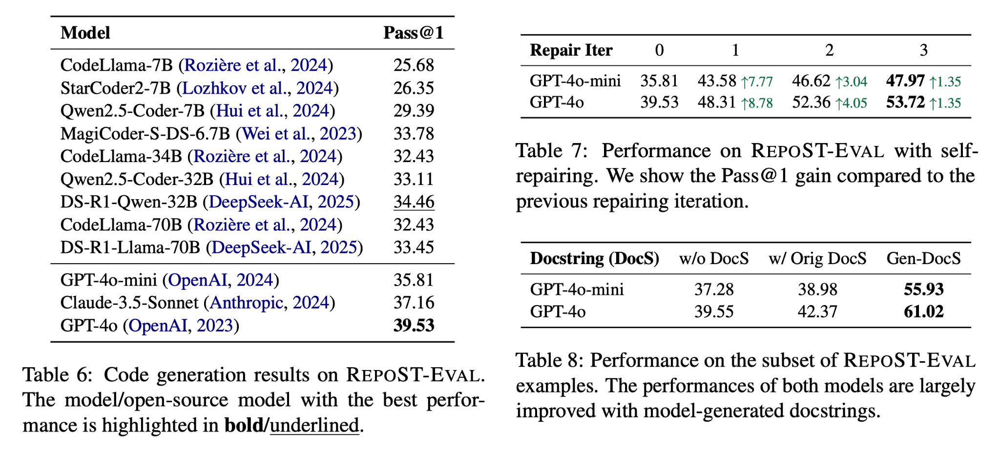 Model Pass@1
CodeLlama-7B (Rozière et al., 2024) 25.68
StarCoder2-7B (Lozhkov et al., 2024) 26.35
Qwen2.5-Coder-7B (Hui et al., 2024) 29.39
MagiCoder-S-DS-6.7B (Wei et al., 2023) 33.78
CodeLlama-34B (Rozière et al., 2024) 32.43
Qwen2.5-Coder-32B (Hui et al., 2024) 33.11
DS-R1-Qwen-32B (DeepSeek-AI, 2025) 34.46
CodeLlama-70B (Rozière et al., 2024) 32.43
DS-R1-Llama-70B (DeepSeek-AI, 2025) 33.45
GPT-4o-mini (OpenAI, 2024) 35.81
Claude-3.5-Sonnet (Anthropic, 2024) 37.16
GPT-4o (OpenAI, 2023) 39.53
Table 6: Code generation results on REPOST-EVAL.
The model/open-source model with the best perfor-
mance is highlighted in bold/underlined.
Repair Iter 0 1 2 3
GPT-4o-mini 35.81 43.58 ↑7.77 46.62 ↑3.04 47.97 ↑1.35
GPT-4o 39.53 48.31 ↑8.78 52.36 ↑4.05 53.72 ↑1.35
Table 7: Performance on REPOST-EVAL with self-
repairing. We show the Pass@1 gain compared to the
previous repairing iteration.
Docstring (DocS) w/o DocS w/ Orig DocS Gen-DocS
GPT-4o-mini 37.28 38.98 55.93
GPT-4o 39.55 42.37 61.02
Table 8: Performance on the subset of REPOST-EVAL
examples. The performances of both models are largely
improved with model-generated docstrings.